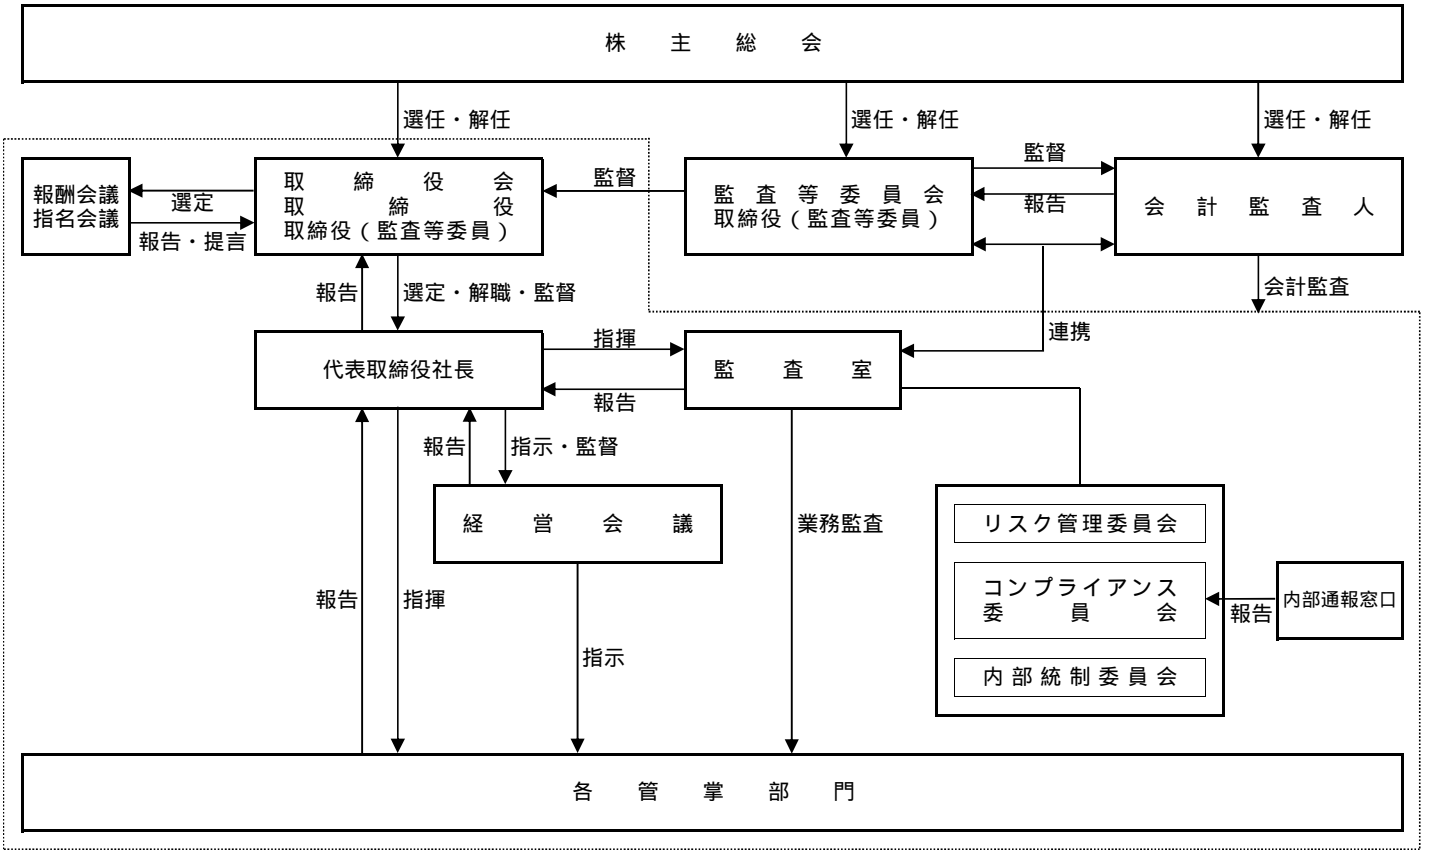 株主総会
選任・解任
選任・解任
選任・解任
報酬会議
指名会議
選定
報告・提言
取締役会
取締役
取締役(監査等委員)
監督
監査等委員会
取締役(監査等委員)
監督
報告
会計監査人
報告
選定・解職・監督
会計監査
連携
代表取締役社長
指揮
報告
監査室
報告
指示・監督
経営会議
業務監査
リスク管理委員会
コンプライアンス
委員会
内部統制委員会
報告
内部通報窓口
報告
指揮
指示
各管掌部門